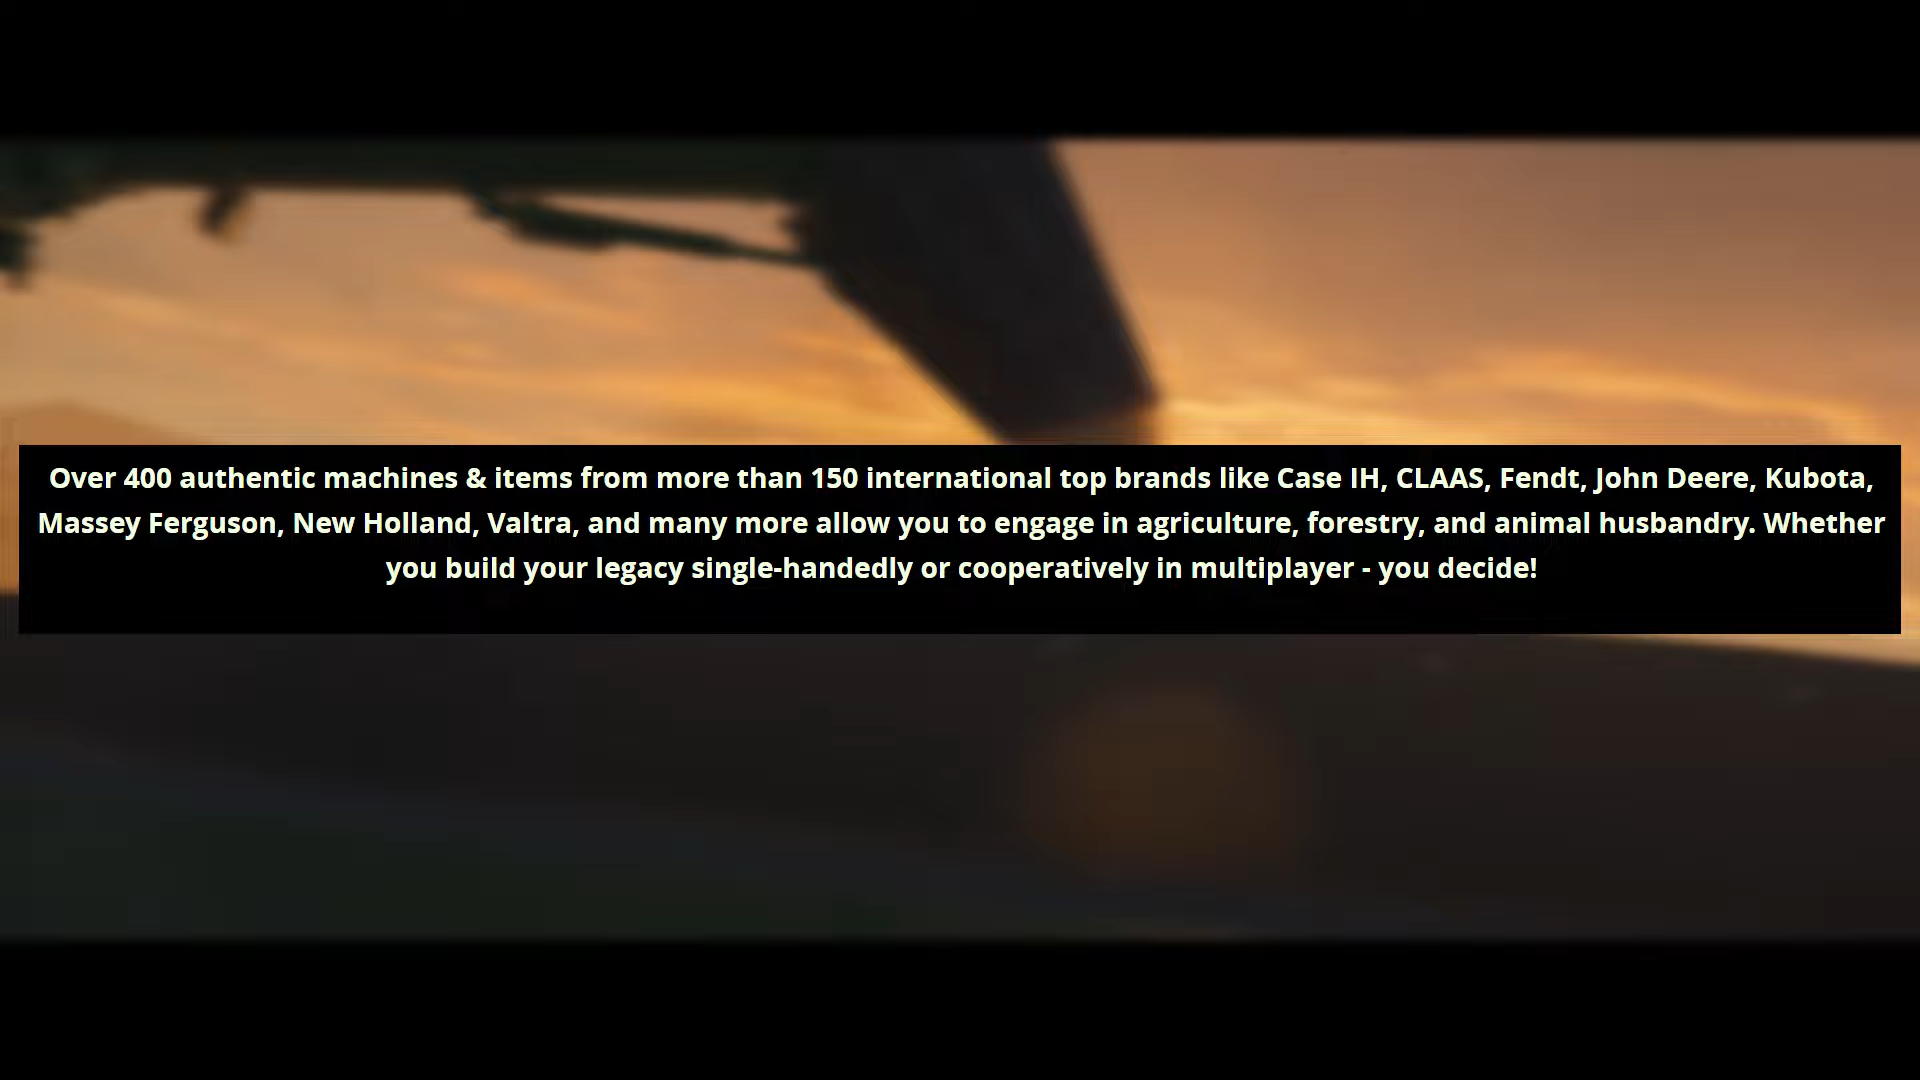 Over 400 authentic machines & items from more than 150 international top brands like Case IH, CLAAS, Fendt, John Deere, Kubota,
Massey Ferguson, New Holland, Valtra, and many more allow you to engage in agriculture, forestry, and animal husbandry. Whether
you build your legacy single-handedly or cooperatively in multiplayer - you decide!